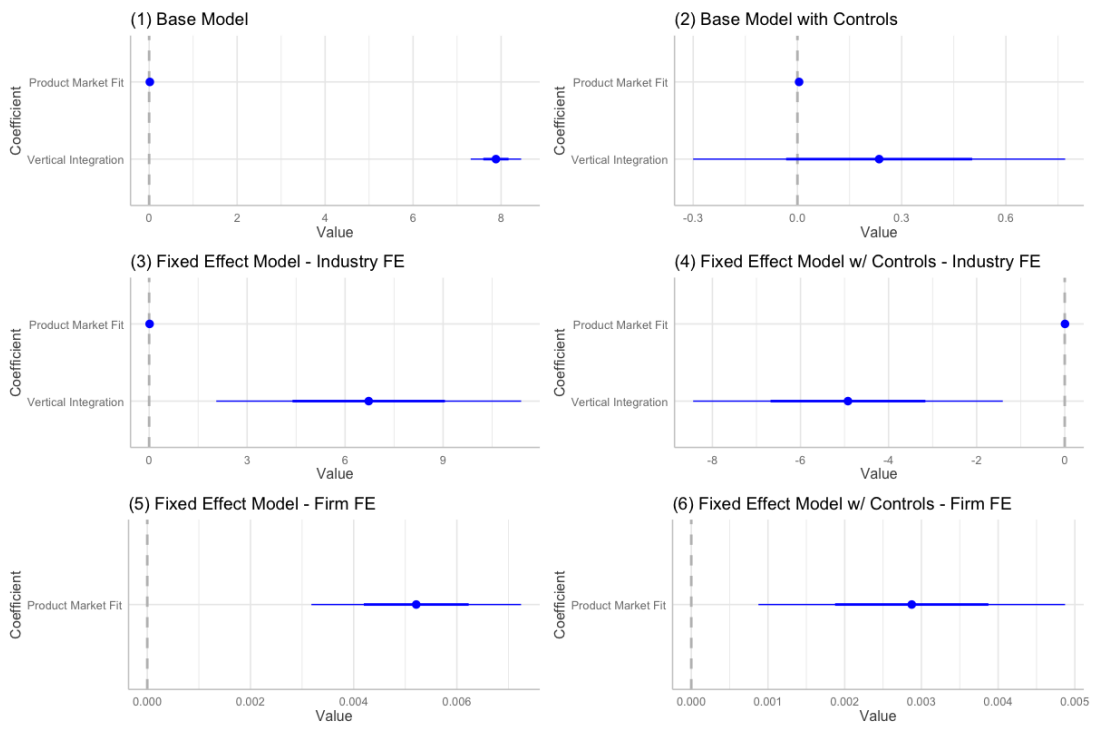 (1) Base Model
Coefficient
Product Market Fit
Vertical Integration
0 2 4 6 8
Value
(2) Base Model with Controls
Coefficient
Product Market Fit
Vertical Integration
-0.3 0.0 0.3 0.6
Value
(3) Fixed Effect Model - Industry FE
Coefficient
Product Market Fit
Vertical Integration
0 3 6 9
Value
(4) Fixed Effect Model w/ Controls - Industry FE
Coefficient
Product Market Fit
Vertical Integration
-8 -6 -4 -2 0
Value
(5) Fixed Effect Model - Firm FE
Coefficient
Product Market Fit
0.000 0.002 0.004 0.006
Value
(6) Fixed Effect Model w/ Controls - Firm FE
Coefficient
Product Market Fit
0.000 0.001 0.002 0.003 0.004 0.005
Value